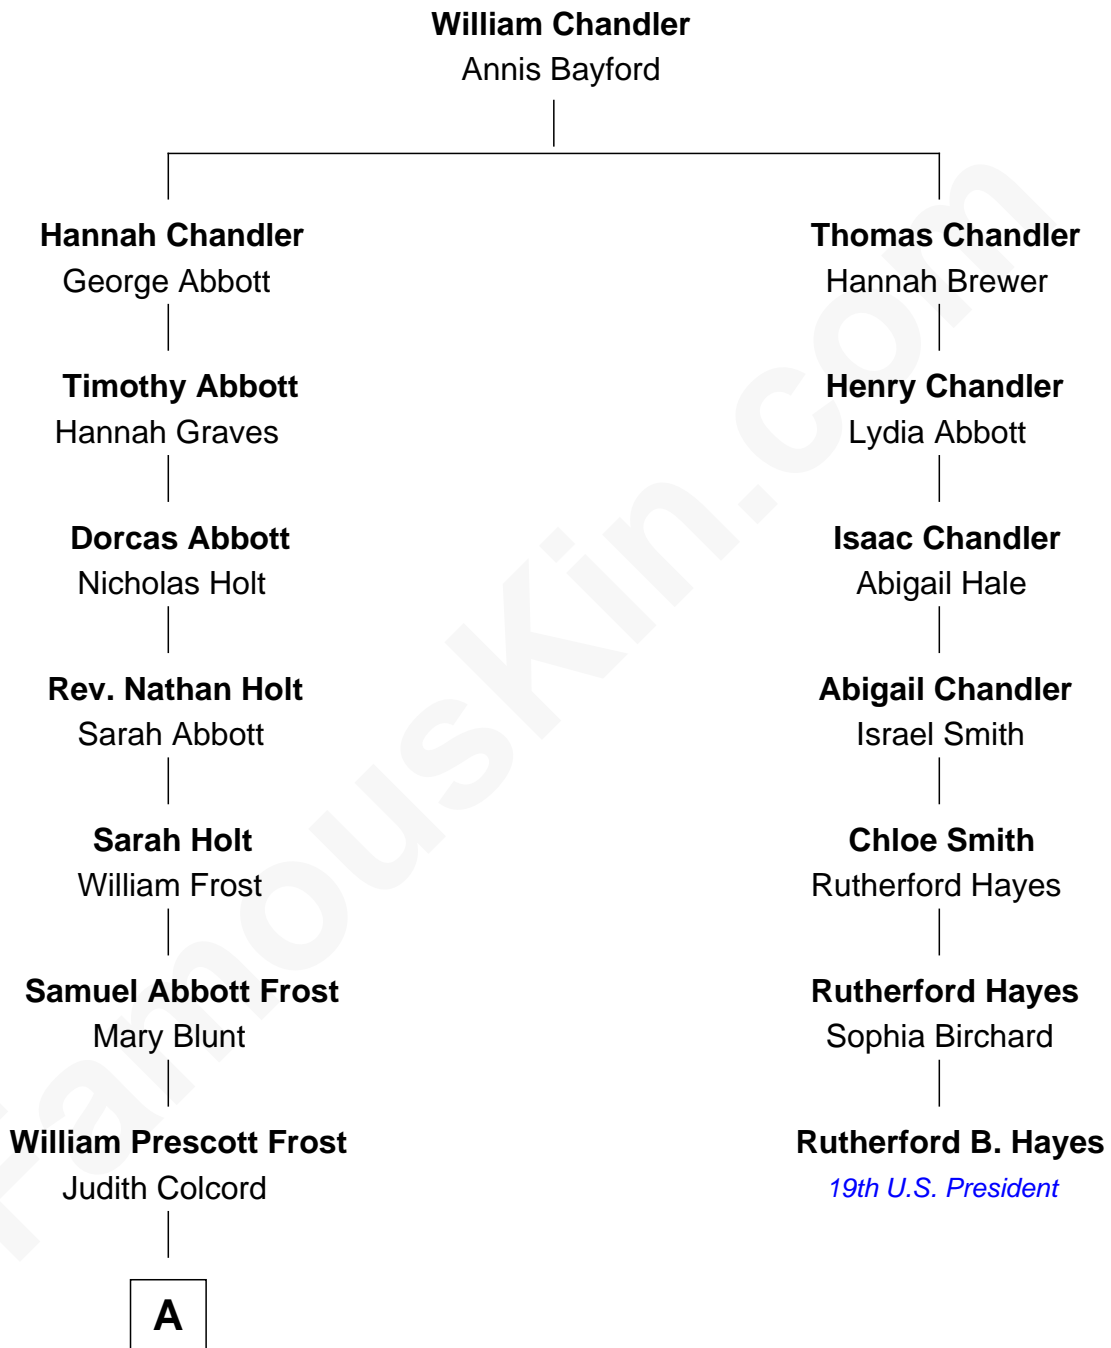 William Chandler
Annis Bayford
Hannah Chandler
George Abbott
Thomas Chandler
Hannah Brewer
Timothy Abbott
Hannah Graves
Henry Chandler
Lydia Abbott
Dorcas Abbott
Nicholas Holt
Isaac Chandler
Abigail Hale
Rev. Nathan Holt
Sarah Abbott
Abigail Chandler
Israel Smith
Sarah Holt
William Frost
Chloe Smith
Rutherford Hayes
Samuel Abbott Frost
Mary Blunt
Rutherford Hayes
Sophia Birchard
William Prescott Frost
Judith Colcord
Rutherford B. Hayes
19th U.S. President
A
FamousKin.com